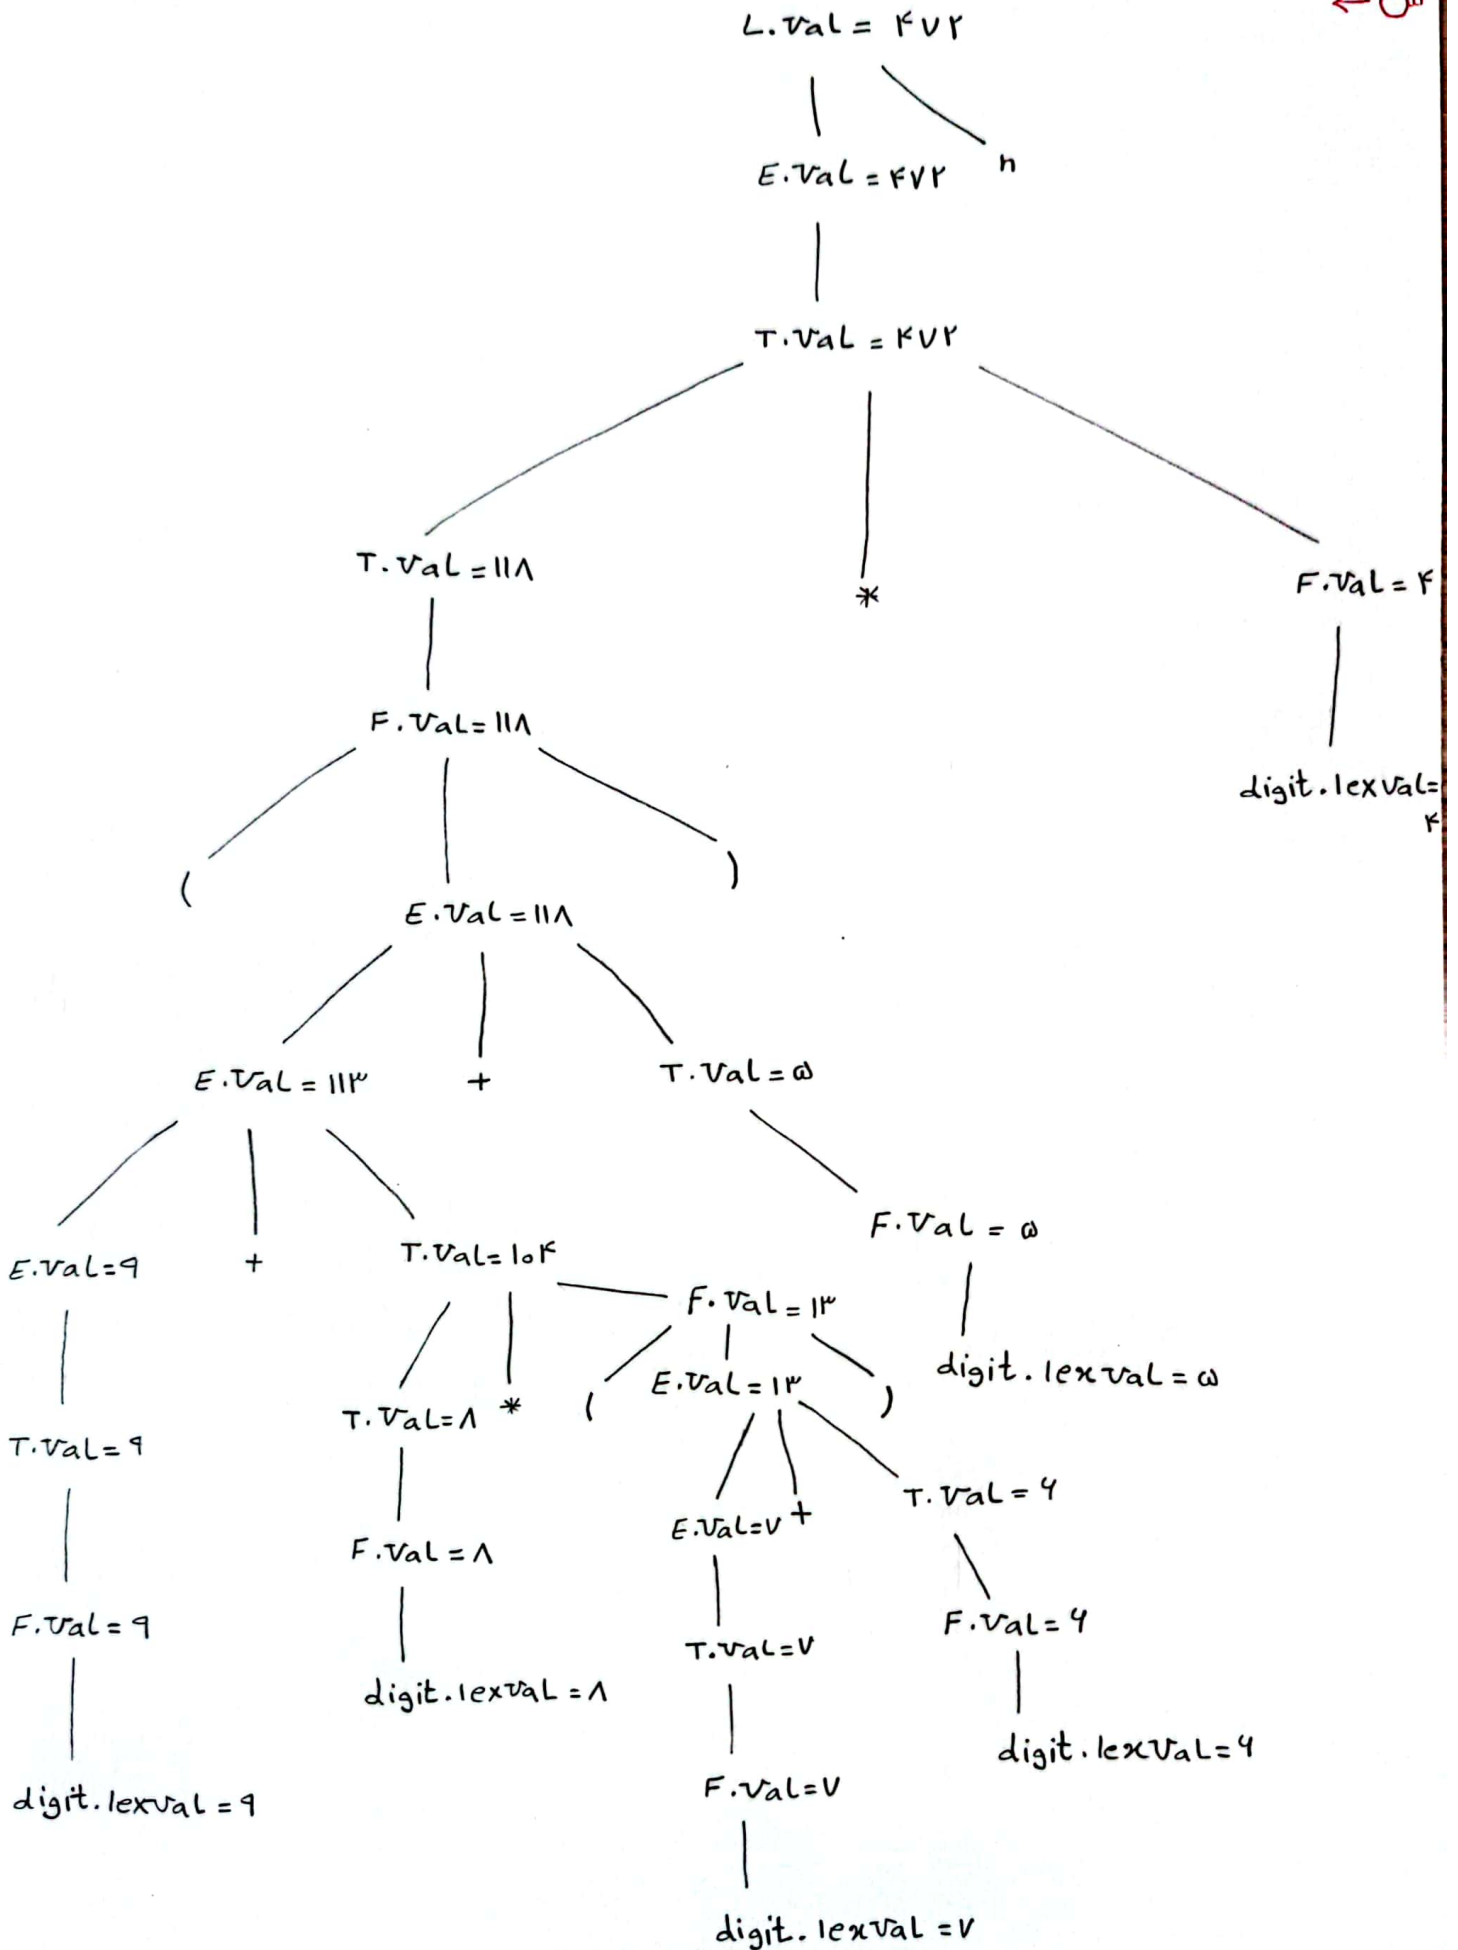 L.val = ۴۷۲
E.val = ۴۷۲ n
T.val = ۴۷۲
T.val = ۱۱۸ * F.val = ۴
F.val = ۱۱۸
digit.lexval=
۴
( )
E.val = ۱۱۸
E.val = ۱۱۳ + T.val = ۵
E.val=۹ + T.val=۱۰۴ F.val = ۵
F.val = ۱۳
( E.val = ۱۳ ) digit.lexval = ۵
T.val=۸ *
T.val=۹ T.val = ۶
E.val=۷ +
F.val = ۸
F.val = ۹ T.val=۷ F.val = ۶
digit.lexval = ۸
digit.lexval=۶
digit.lexval = ۹ F.val=۷
digit.lexval = ۷